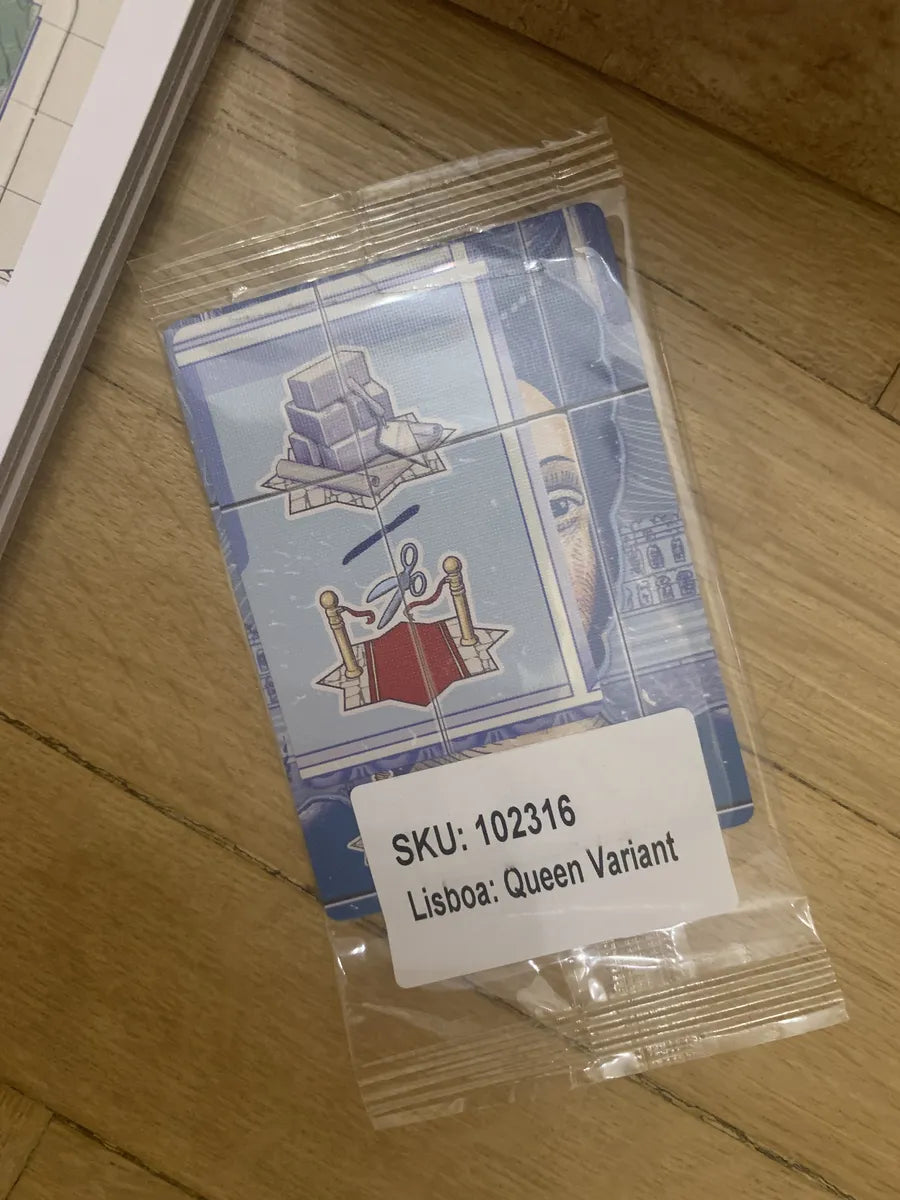 SKU: 102316
Lisboa: Queen Variant